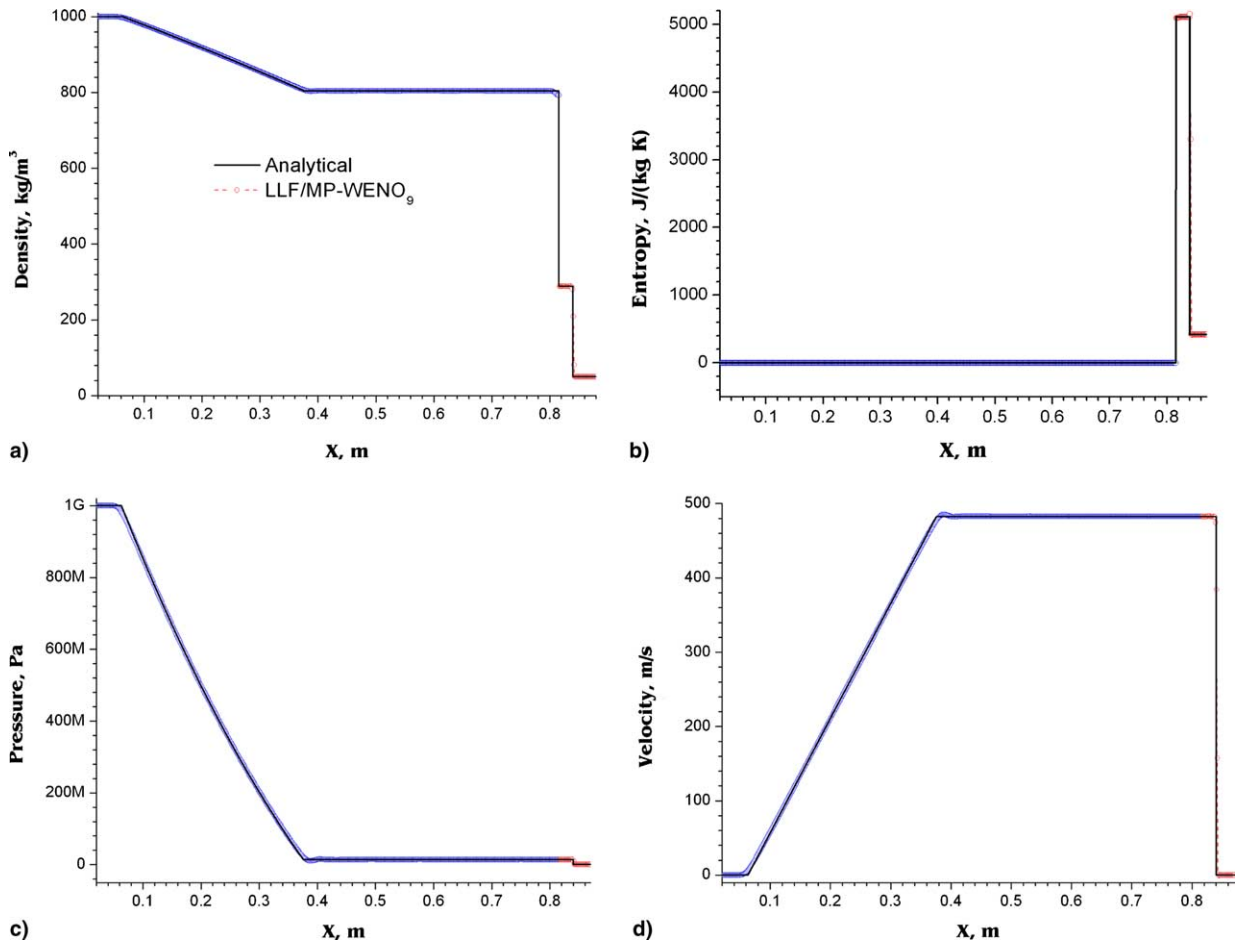 1000
800
600
400
200
0
Density, kg/m³
Analytical
LLF/MP-WENO₉
0.1 0.2 0.3 0.4 0.5 0.6 0.7 0.8
X, m
a)
5000
4000
3000
2000
1000
0
Entropy, J/(kg K)
0.1 0.2 0.3 0.4 0.5 0.6 0.7 0.8
X, m
b)
1G
800M
600M
400M
200M
0
Pressure, Pa
0.1 0.2 0.3 0.4 0.5 0.6 0.7 0.8
X, m
c)
500
400
300
200
100
0
Velocity, m/s
0.1 0.2 0.3 0.4 0.5 0.6 0.7 0.8
X, m
d)